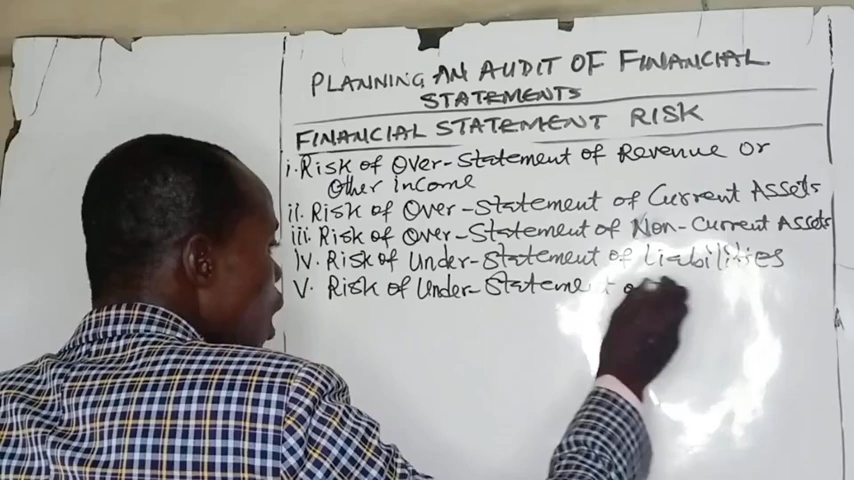 PLANNING AN AUDIT OF FINANCIAL
STATEMENTS
FINANCIAL STATEMENT RISK
i. Risk of Over-Statement of Revenue or
Other income
ii. Risk of Over-Statement of Current Assets
iii. Risk of Over-Statement of Non-Current Assets
iv. Risk of Under-Statement of Liabilities
v. Risk of Under-Statement